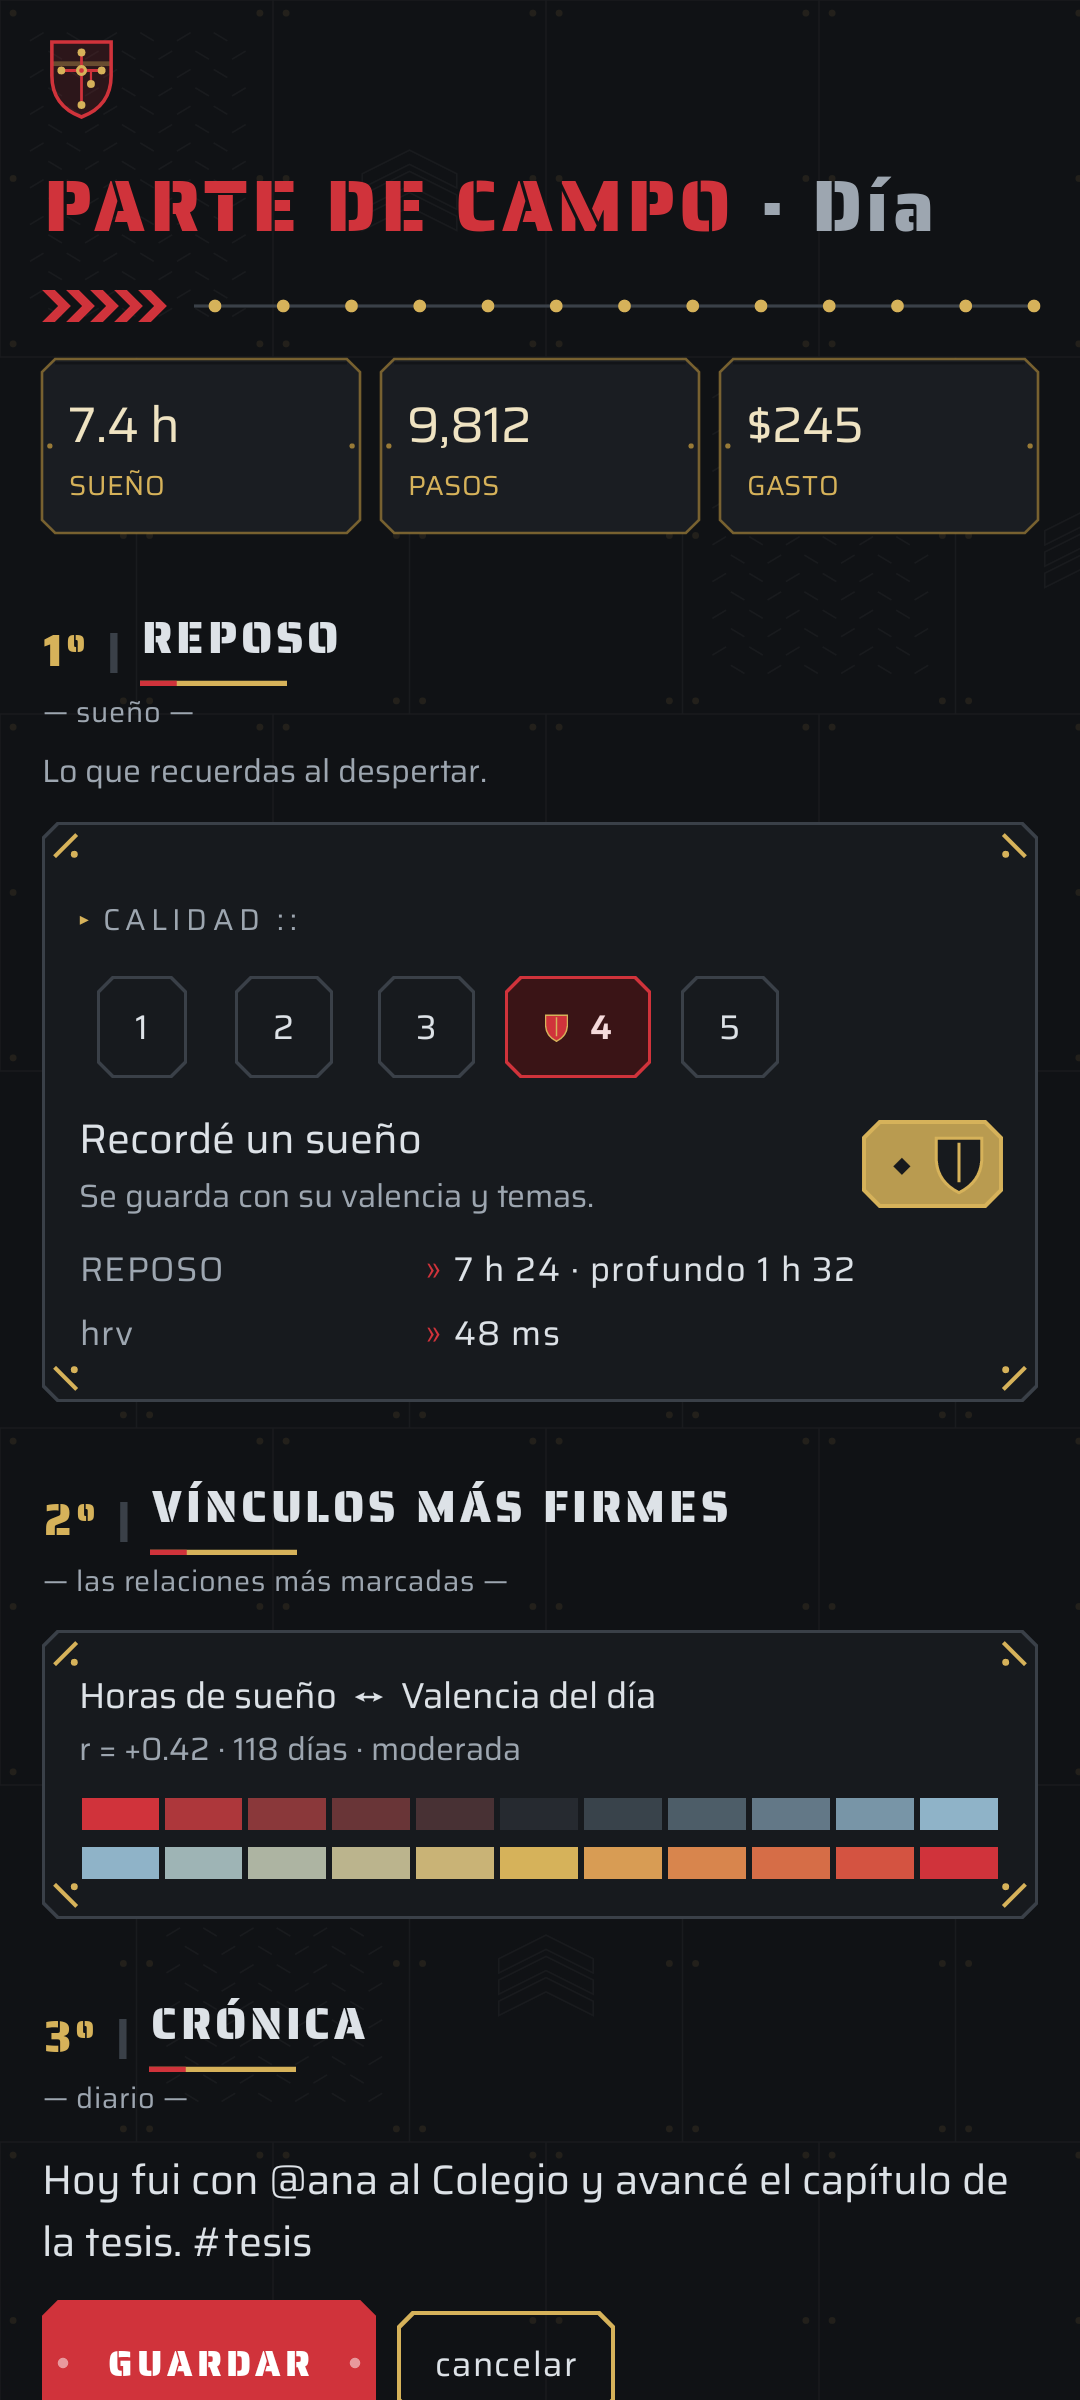 PARTE DE CAMPO · Día
7.4 h
SUEÑO
9,812
PASOS
$245
GASTO
1º | REPOSO
— sueño —
Lo que recuerdas al despertar.
▸ CALIDAD ::
1 2 3 4 5
Recordé un sueño
Se guarda con su valencia y temas.
REPOSO » 7 h 24 · profundo 1 h 32
hrv » 48 ms
2º | VÍNCULOS MÁS FIRMES
— las relaciones más marcadas —
Horas de sueño ↔ Valencia del día
r = +0.42 · 118 días · moderada
3º | CRÓNICA
— diario —
Hoy fui con @ana al Colegio y avancé el capítulo de
la tesis. #tesis
GUARDAR cancelar